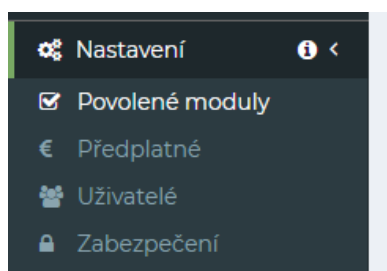 Nastavení
Povolené moduly
€ Předplatné
Uživatelé
Zabezpečení